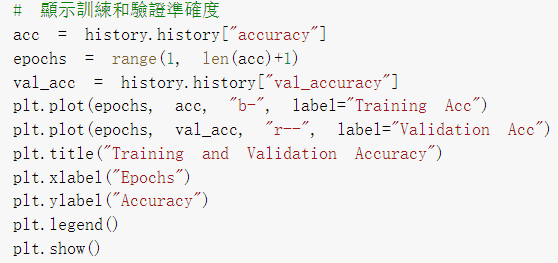 # 顯示訓練和驗證準確度
acc = history.history["accuracy"]
epochs = range(1, len(acc)+1)
val_acc = history.history["val_accuracy"]
plt.plot(epochs, acc, "b-", label="Training Acc")
plt.plot(epochs, val_acc, "r--", label="Validation Acc")
plt.title("Training and Validation Accuracy")
plt.xlabel("Epochs")
plt.ylabel("Accuracy")
plt.legend()
plt.show()